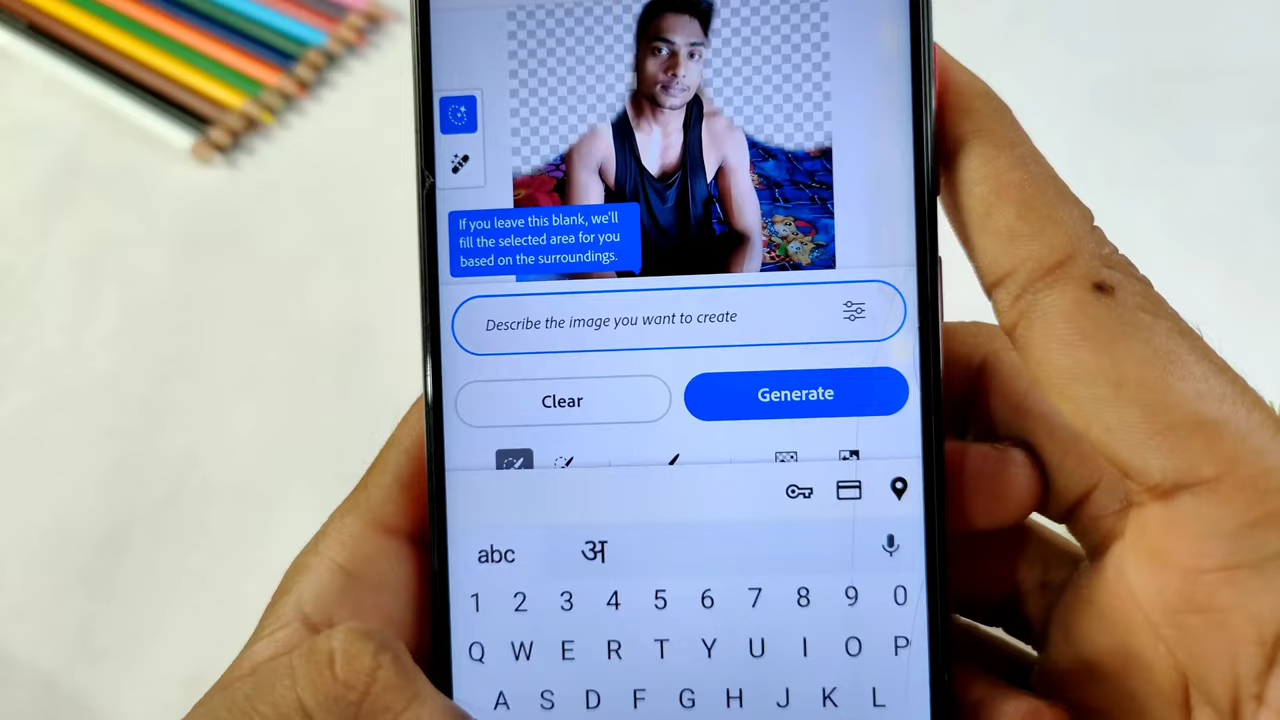 If you leave this blank, we'll
fill the selected area for you
based on the surroundings.
Describe the image you want to create
Clear
Generate
abc अ
1 2 3 4 5 6 7 8 9 0
Q W E R T Y U I O P
A S D F G H J K L